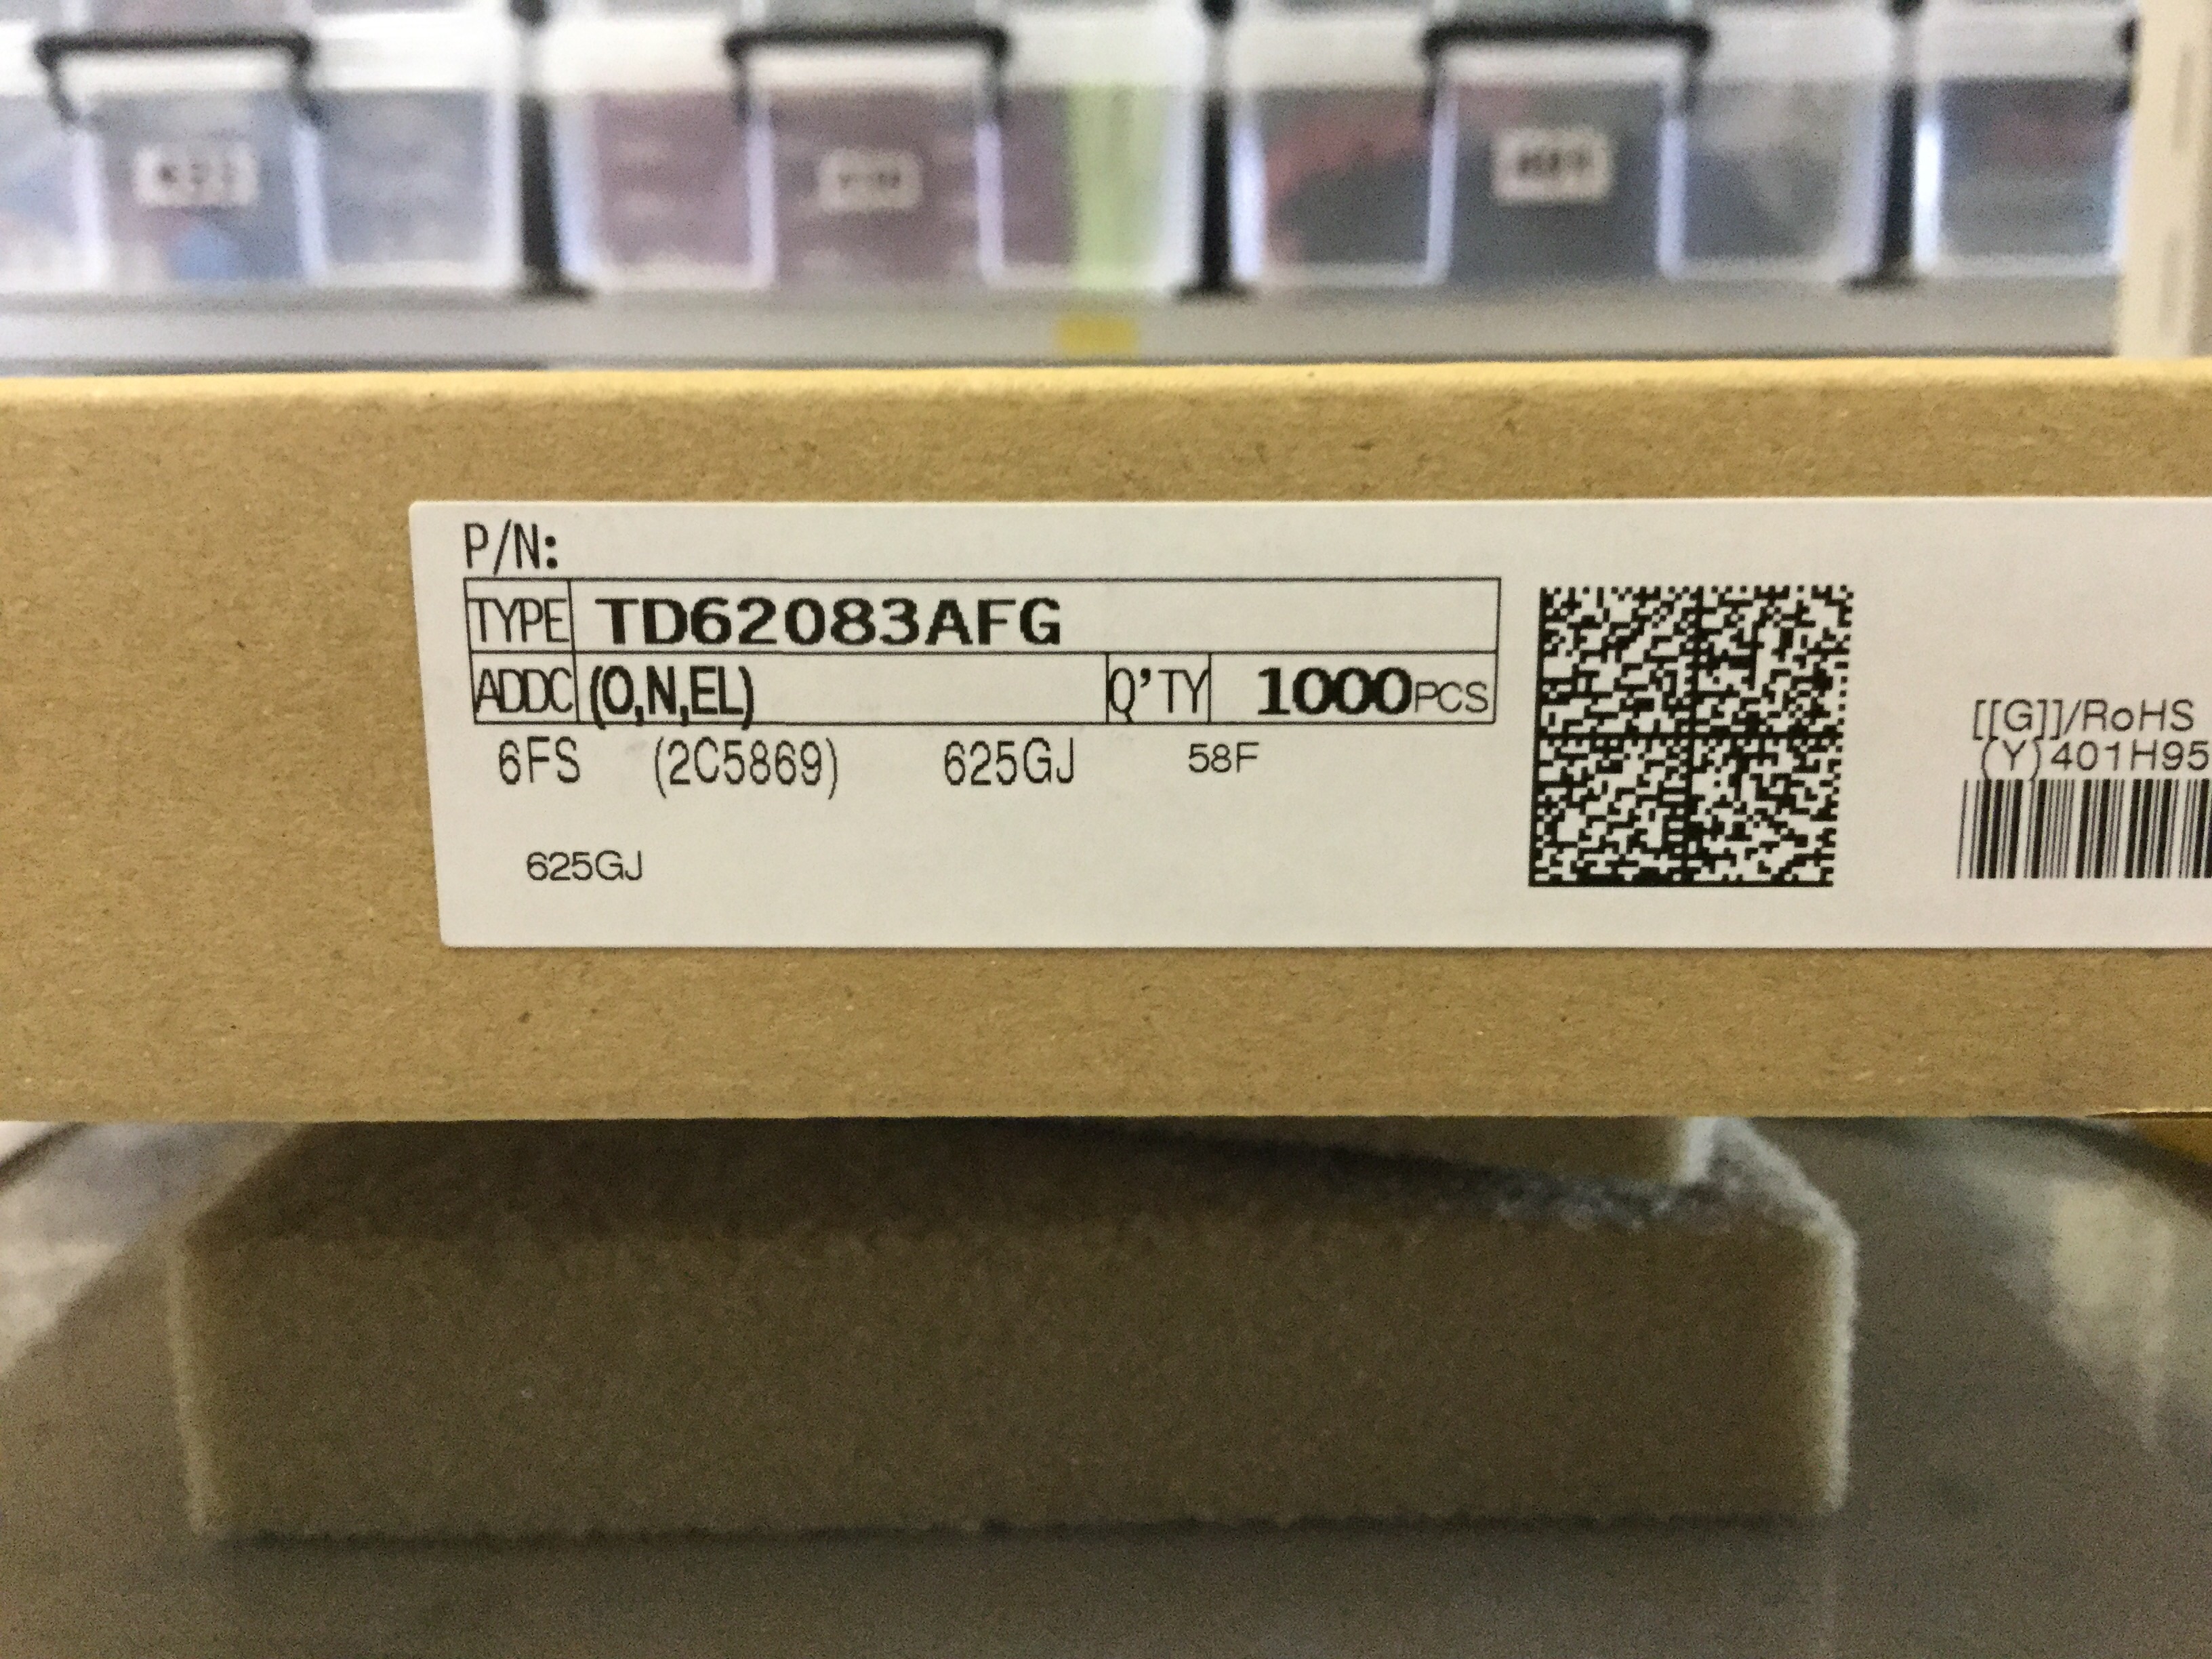 P/N:
TYPE TD62083AFG
ADDC (O,N,EL) Q'TY 1000PCS
6FS (2C5869) 625GJ 58F
625GJ
[[G]]/RoHS
(Y)401H95